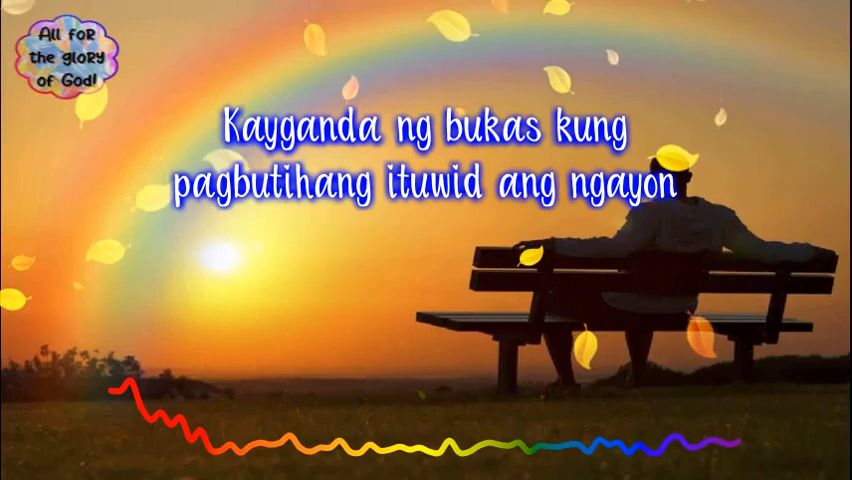 All for
the glory
of God!
Kayganda ng bukas kung
pagbutihang ituwid ang ngayon